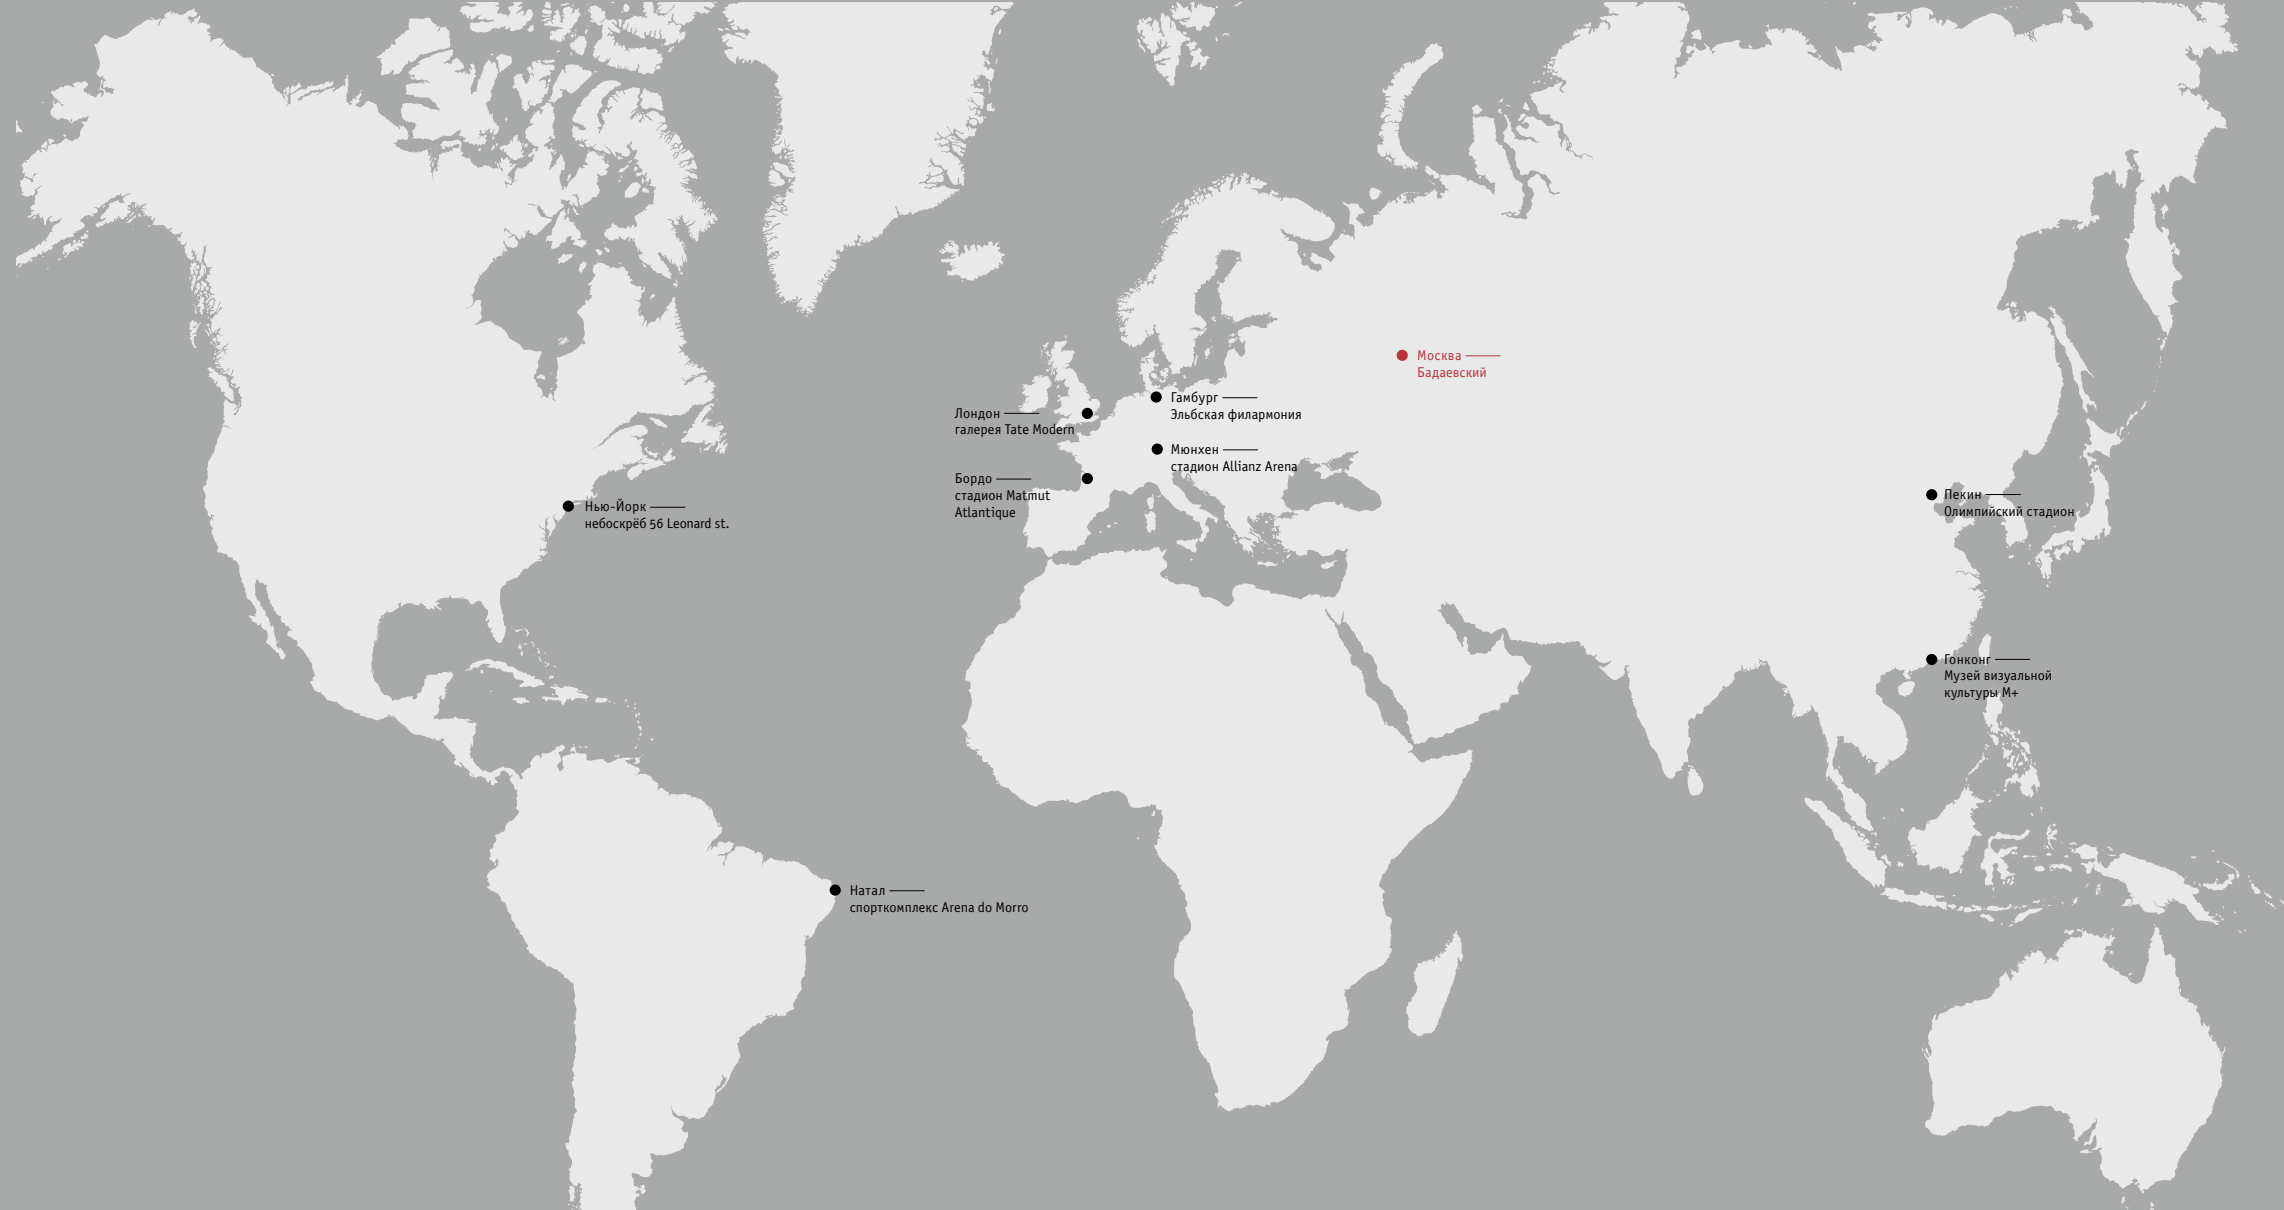 Москва
Бадаевский
Гамбург
Эльбская филармония
Лондон
галерея Tate Modern
Мюнхен
стадион Allianz Arena
Бордо
стадион Matmut
Atlantique
Нью-Йорк
небоскрёб 56 Leonard st.
Пекин
Олимпийский стадион
Гонконг
Музей визуальной
культуры М+
Натал
спорткомплекс Arena do Morro